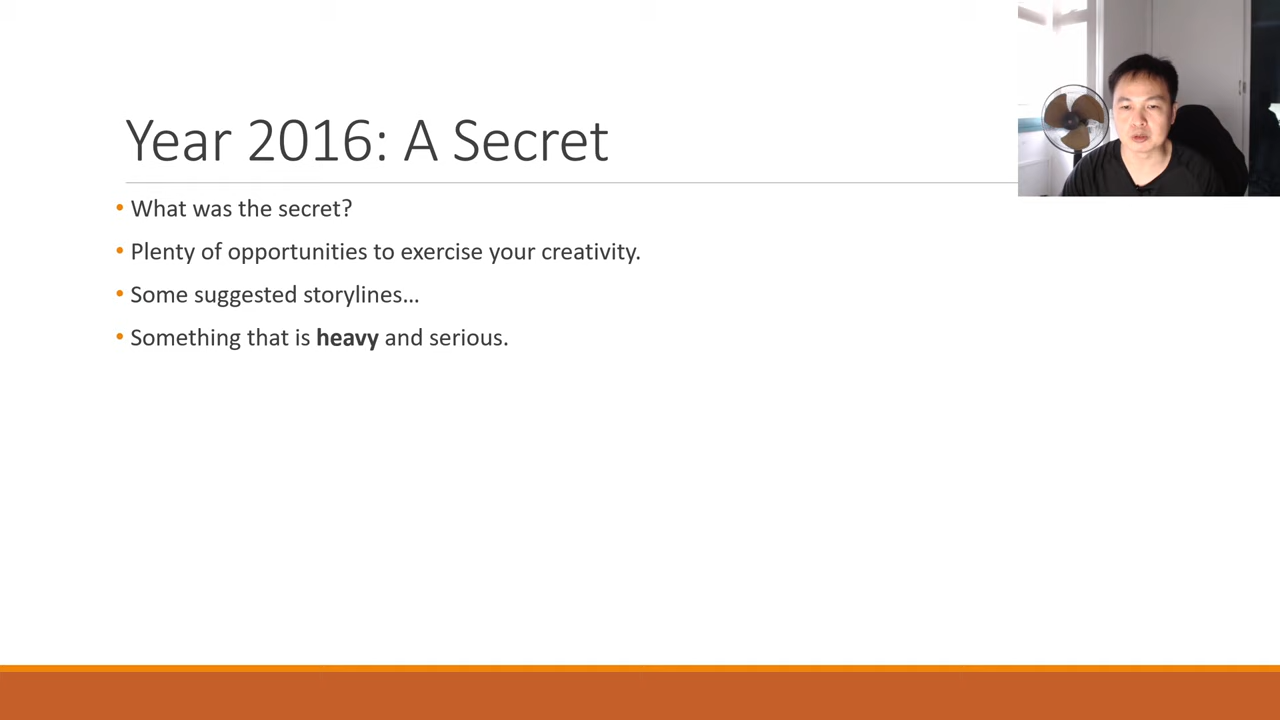 Year 2016: A Secret
• What was the secret?
• Plenty of opportunities to exercise your creativity.
• Some suggested storylines…
• Something that is heavy and serious.